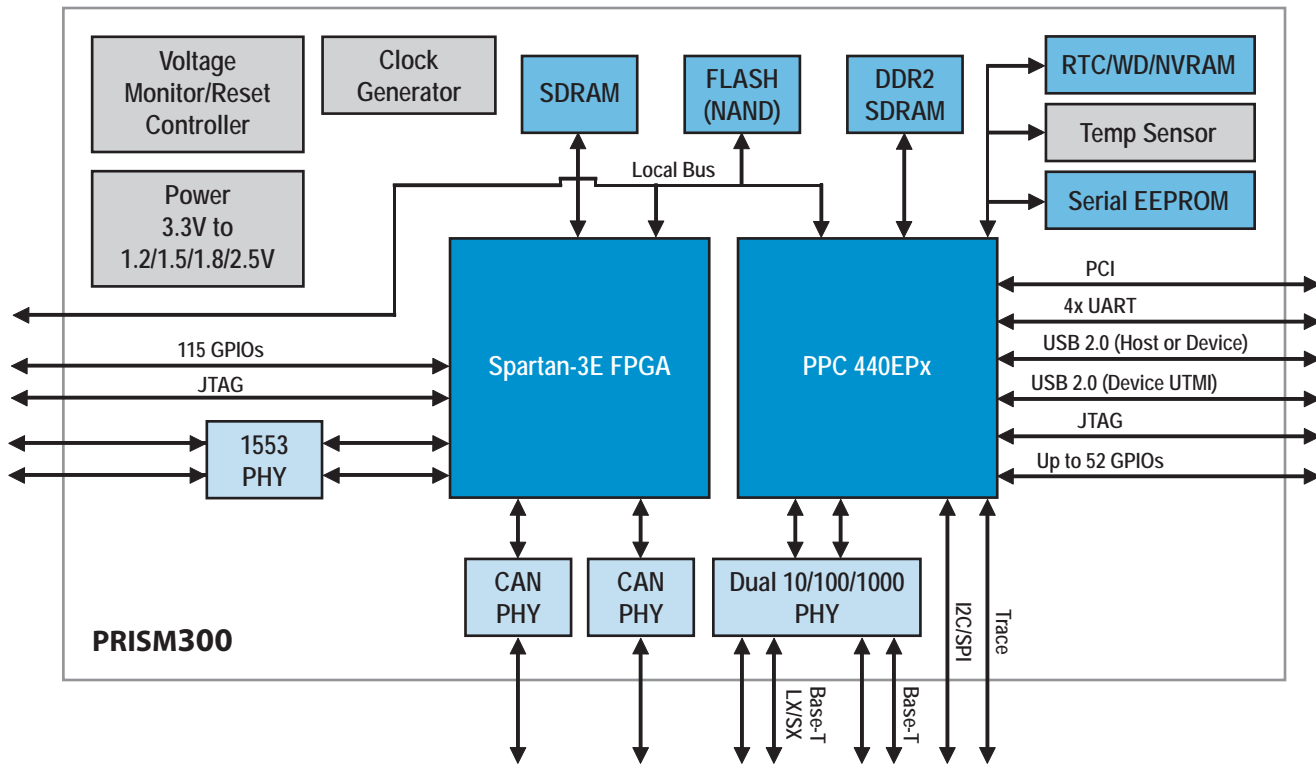 Voltage
Monitor/Reset
Controller
Clock
Generator
SDRAM
FLASH
(NAND)
DDR2
SDRAM
RTC/WD/NVRAM
Temp Sensor
Serial EEPROM
Power
3.3V to
1.2/1.5/1.8/2.5V
Local Bus
115 GPIOs
JTAG
1553
PHY
Spartan-3E FPGA
PPC 440EPx
PCI
4x UART
USB 2.0 (Host or Device)
USB 2.0 (Device UTMI)
JTAG
Up to 52 GPIOs
CAN
PHY
CAN
PHY
Dual 10/100/1000
PHY
PRISM300
Base-T
LX/SX
Base-T
I2C/SPI
Trace